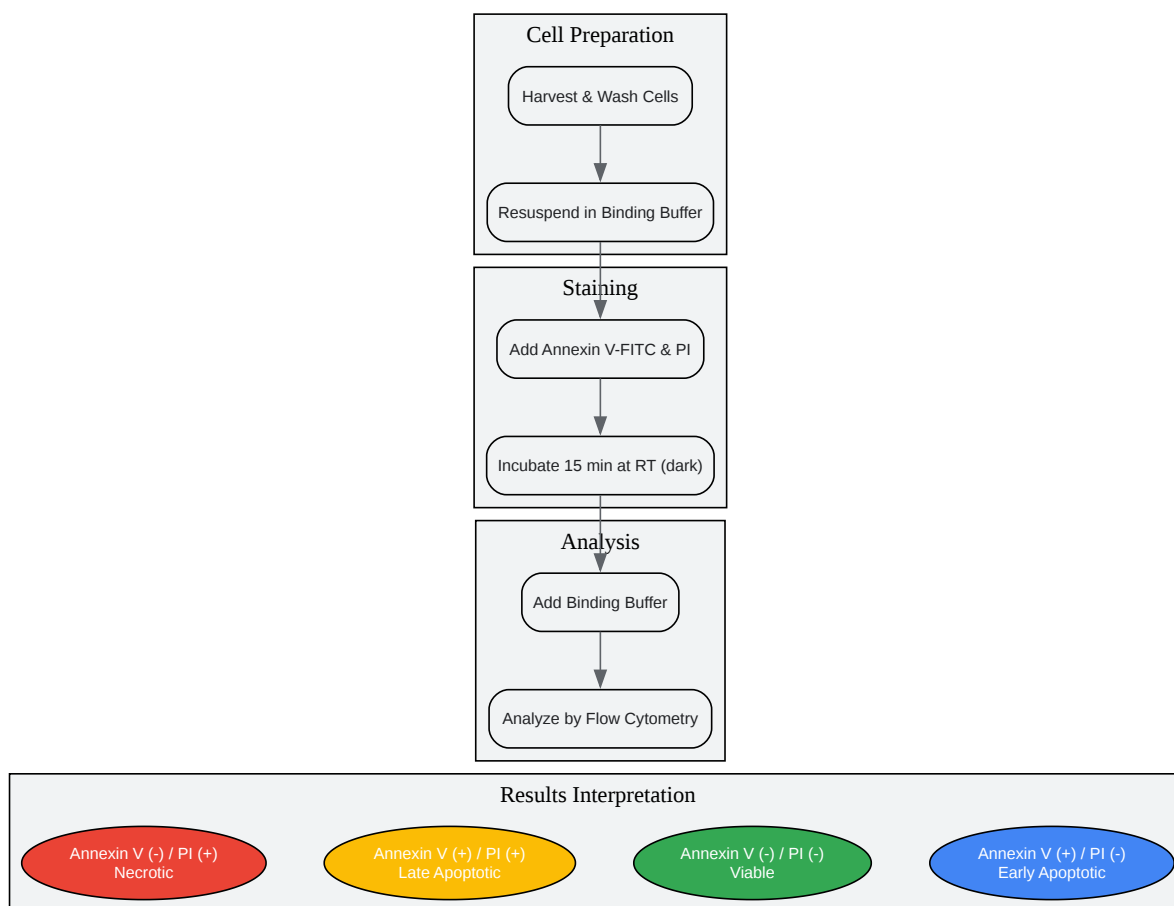 Cell Preparation
Harvest & Wash Cells
Resuspend in Binding Buffer
Staining
Add Annexin V-FITC & PI
Incubate 15 min at RT (dark)
Analysis
Add Binding Buffer
Analyze by Flow Cytometry
Results Interpretation
Annexin V (-) / PI (+)
Necrotic
Annexin V (+) / PI (+)
Late Apoptotic
Annexin V (-) / PI (-)
Viable
Annexin V (+) / PI (-)
Early Apoptotic